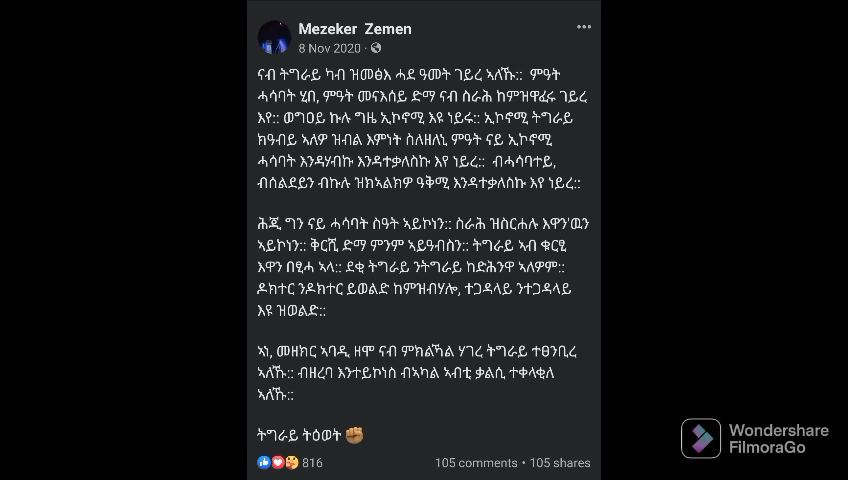 Mezeker Zemen
8 Nov 2020
ናብ ትግራይ ካብ ዝመፅእ ሓደ ዓመት ገይረ ኣለኹ:: ምዓት
ሓሳባት ሂበ, ምዓት መናእሰይ ድማ ናብ ስራሕ ከምዝዋፈሩ ገይረ
እየ:: ወግዐይ ኩሉ ግዜ ኢኮኖሚ እዩ ነይሩ:: ኢኮኖሚ ትግራይ
ክዓብይ ኣለዎ ዝብል እምነት ስለዘለኒ ምዓት ናይ ኢኮኖሚ
ሓሳባት እንዳሃብኩ እንዳተቃለስኩ እየ ነይረ:: ብሓሳባተይ,
ብሰልደይን ብኩሉ ዝክኣልክዎ ዓቅሚ እንዳተቃለስኩ እየ ነይረ::
ሕጂ ግን ናይ ሓሳባት ስዓት ኣይኮነን:: ስራሕ ዝስርሐሉ እዋን'ዉን
ኣይኮነን:: ቅርሺ ድማ ምንም ኣይዓብስን:: ትግራይ ኣብ ቁርፂ
እዋን በፂሓ ኣላ:: ደቂ ትግራይ ንትግራይ ከድሕንዋ ኣለዎም::
ዶክተር ንዶክተር ይወልድ ከምዝብሃሎ, ተጋዳላይ ንተጋዳላይ
እዩ ዝወልድ::
ኣነ, መዘክር ኣባዲ ዘሞ ናብ ምክልኻል ሃገረ ትግራይ ተፀንቢረ
ኣለኹ:: ብዘረባ እንተይኮነስ ብኣካል ኣብቲ ቃልሲ ተቀላቂለ
ኣለኹ::
ትግራይ ትዕወት ✊🏾
816
105 comments • 105 shares
Wondershare
FilmoraGo